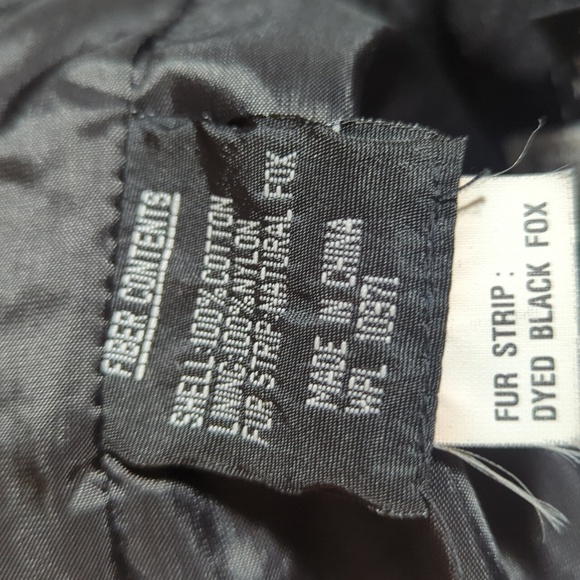 FIBER CONTENTS
SHELL:100%COTTON
LINING:100%NYLON
FUR STRIP:NATURAL FOX
MADE IN CHINA
WPL 10971
FUR STRIP :
DYED BLACK FOX